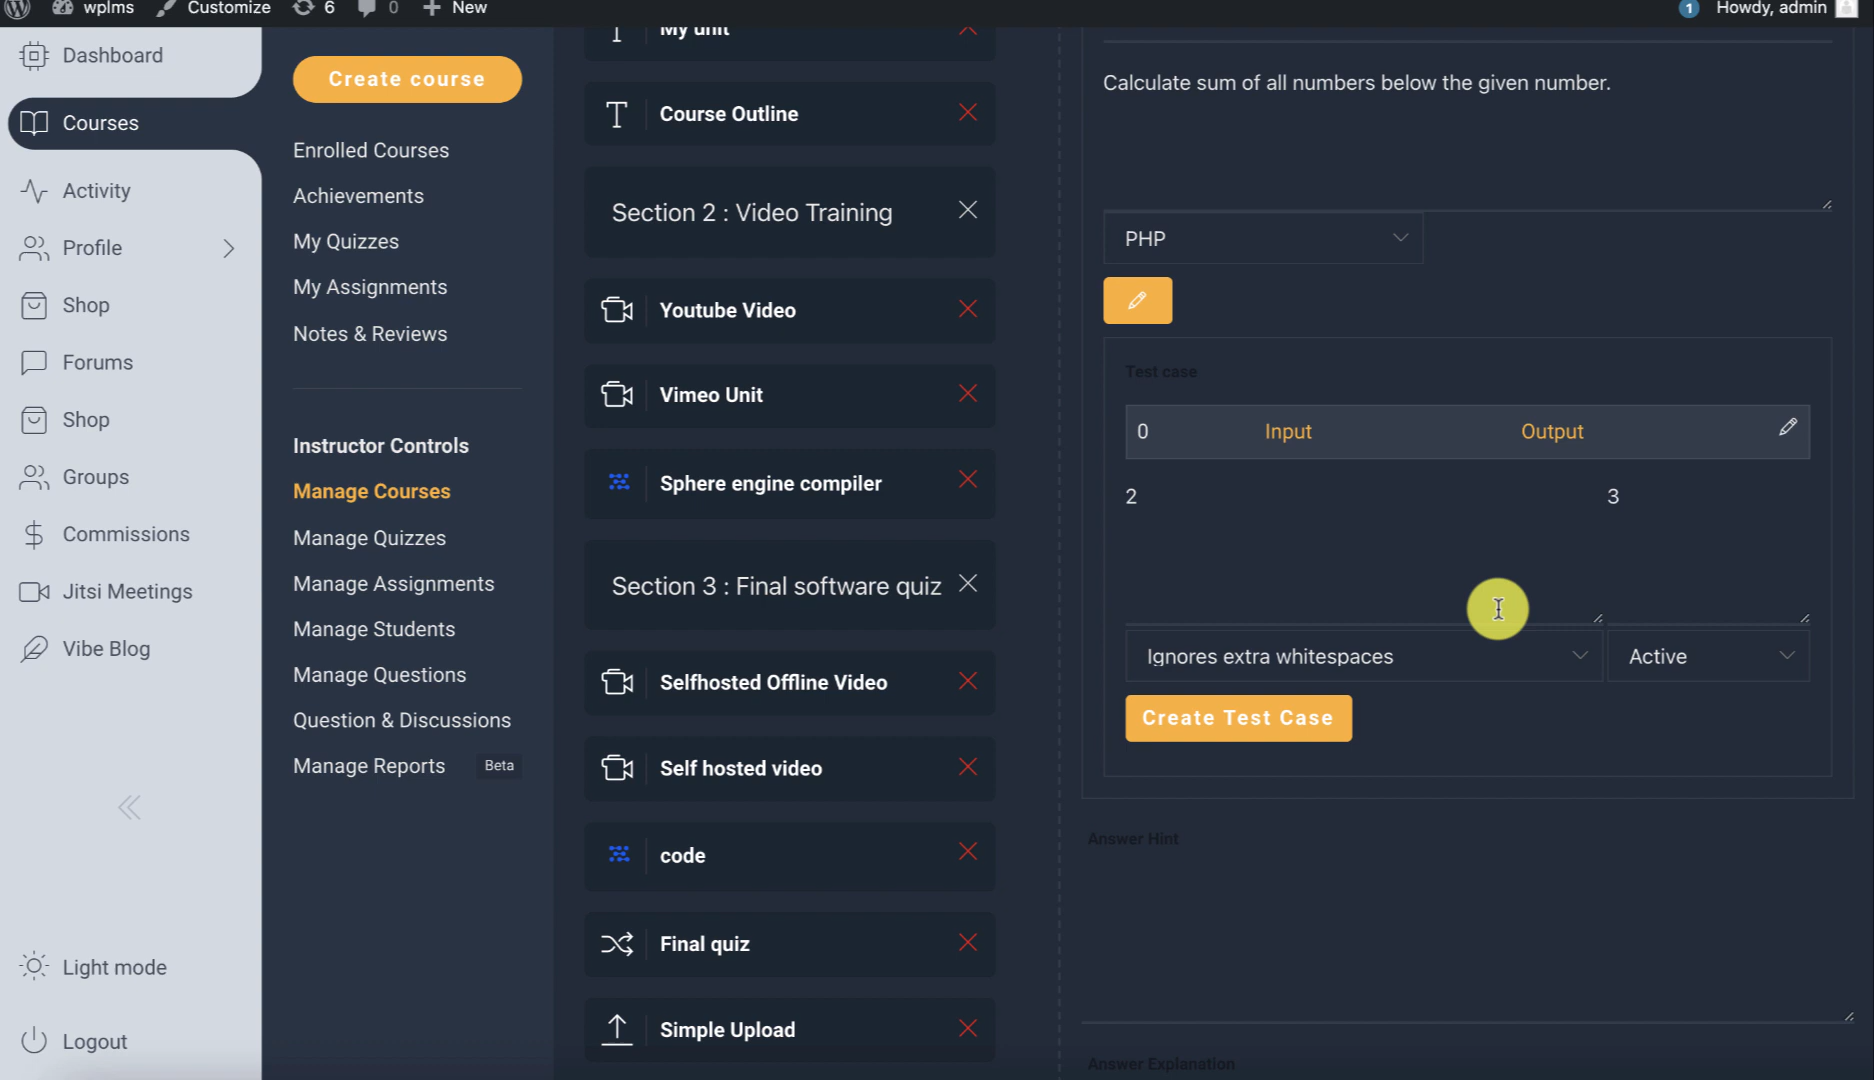 wplms
Customize
6
0
New
1
Howdy, admin
Dashboard
Courses
Activity
Profile
Shop
Forums
Shop
Groups
Commissions
Jitsi Meetings
Vibe Blog
Light mode
Logout
Create course
Enrolled Courses
Achievements
My Quizzes
My Assignments
Notes & Reviews
Instructor Controls
Manage Courses
Manage Quizzes
Manage Assignments
Manage Students
Manage Questions
Question & Discussions
Manage Reports Beta
My unit
Course Outline
Section 2 : Video Training
Youtube Video
Vimeo Unit
Sphere engine compiler
Section 3 : Final software quiz
Selfhosted Offline Video
Self hosted video
code
Final quiz
Simple Upload
Calculate sum of all numbers below the given number.
PHP
Test case
0 Input Output
2 3
Ignores extra whitespaces Active
Create Test Case
Answer Hint
Answer Explanation